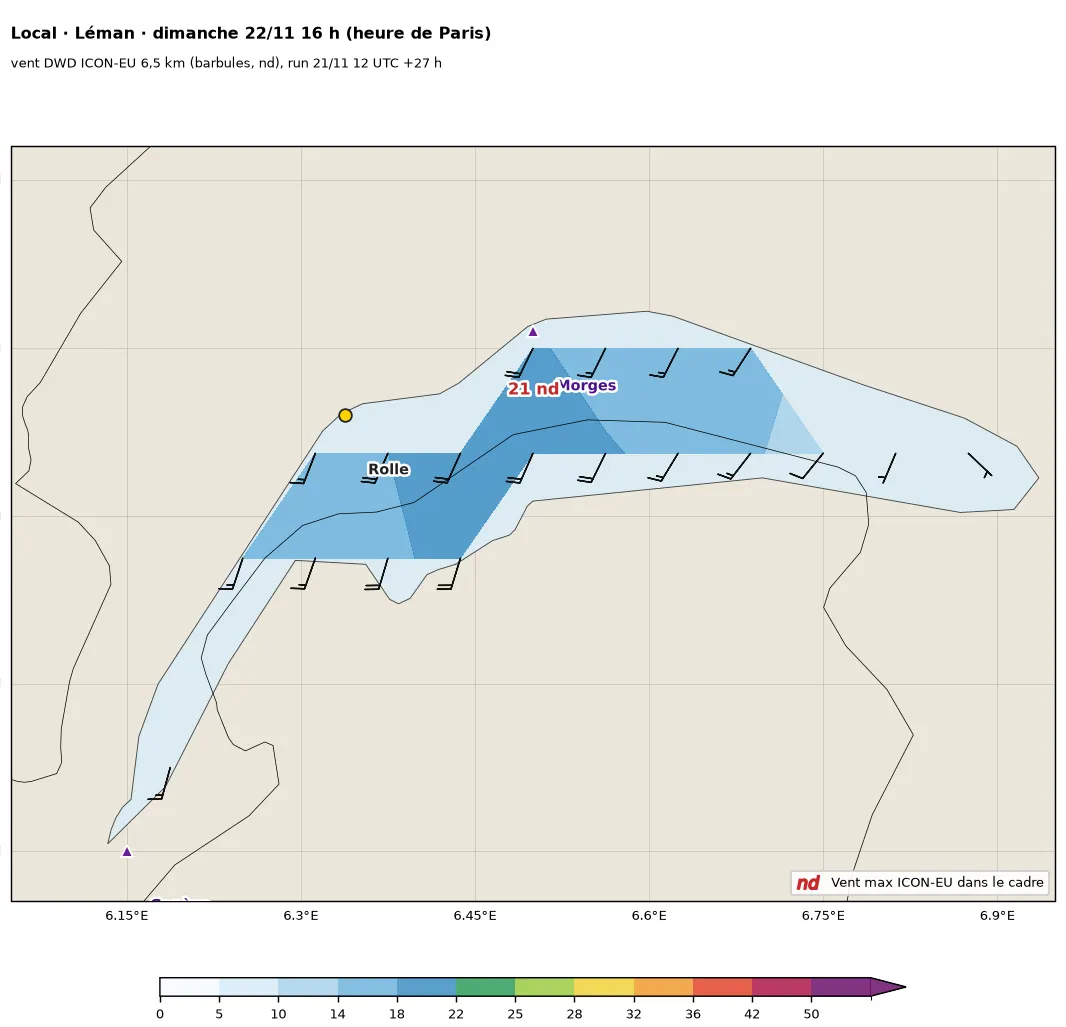 Local · Léman · dimanche 22/11 16 h (heure de Paris)
vent DWD ICON-EU 6,5 km (barbules, nd), run 21/11 12 UTC +27 h
21 nd
Morges
Rolle
nd Vent max ICON-EU dans le cadre
6.15°E 6.3°E 6.45°E 6.6°E 6.75°E 6.9°E
0 5 10 14 18 22 25 28 32 36 42 50